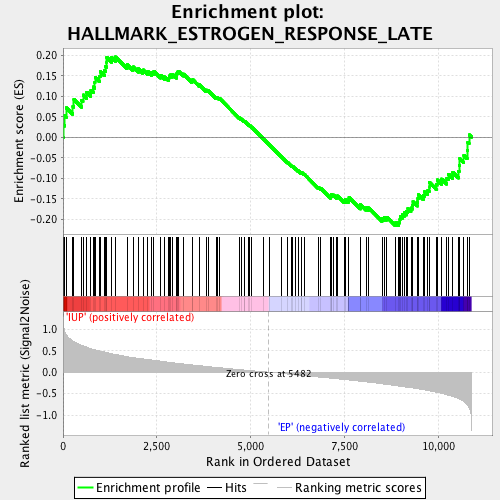 Enrichment plot:
HALLMARK_ESTROGEN_RESPONSE_LATE
Enrichment score (ES)
0.20
0.15
0.10
0.05
0.00
-0.05
-0.10
-0.15
-0.20
Ranked list metric (Signal2Noise)
1.0
0.5
0.0
-0.5
-1.0
'IUP' (positively correlated)
Zero cross at 5482
'EP' (negatively correlated)
0
2,500
5,000
7,500
10,000
Rank in Ordered Dataset
Enrichment profile
Hits
Ranking metric scores